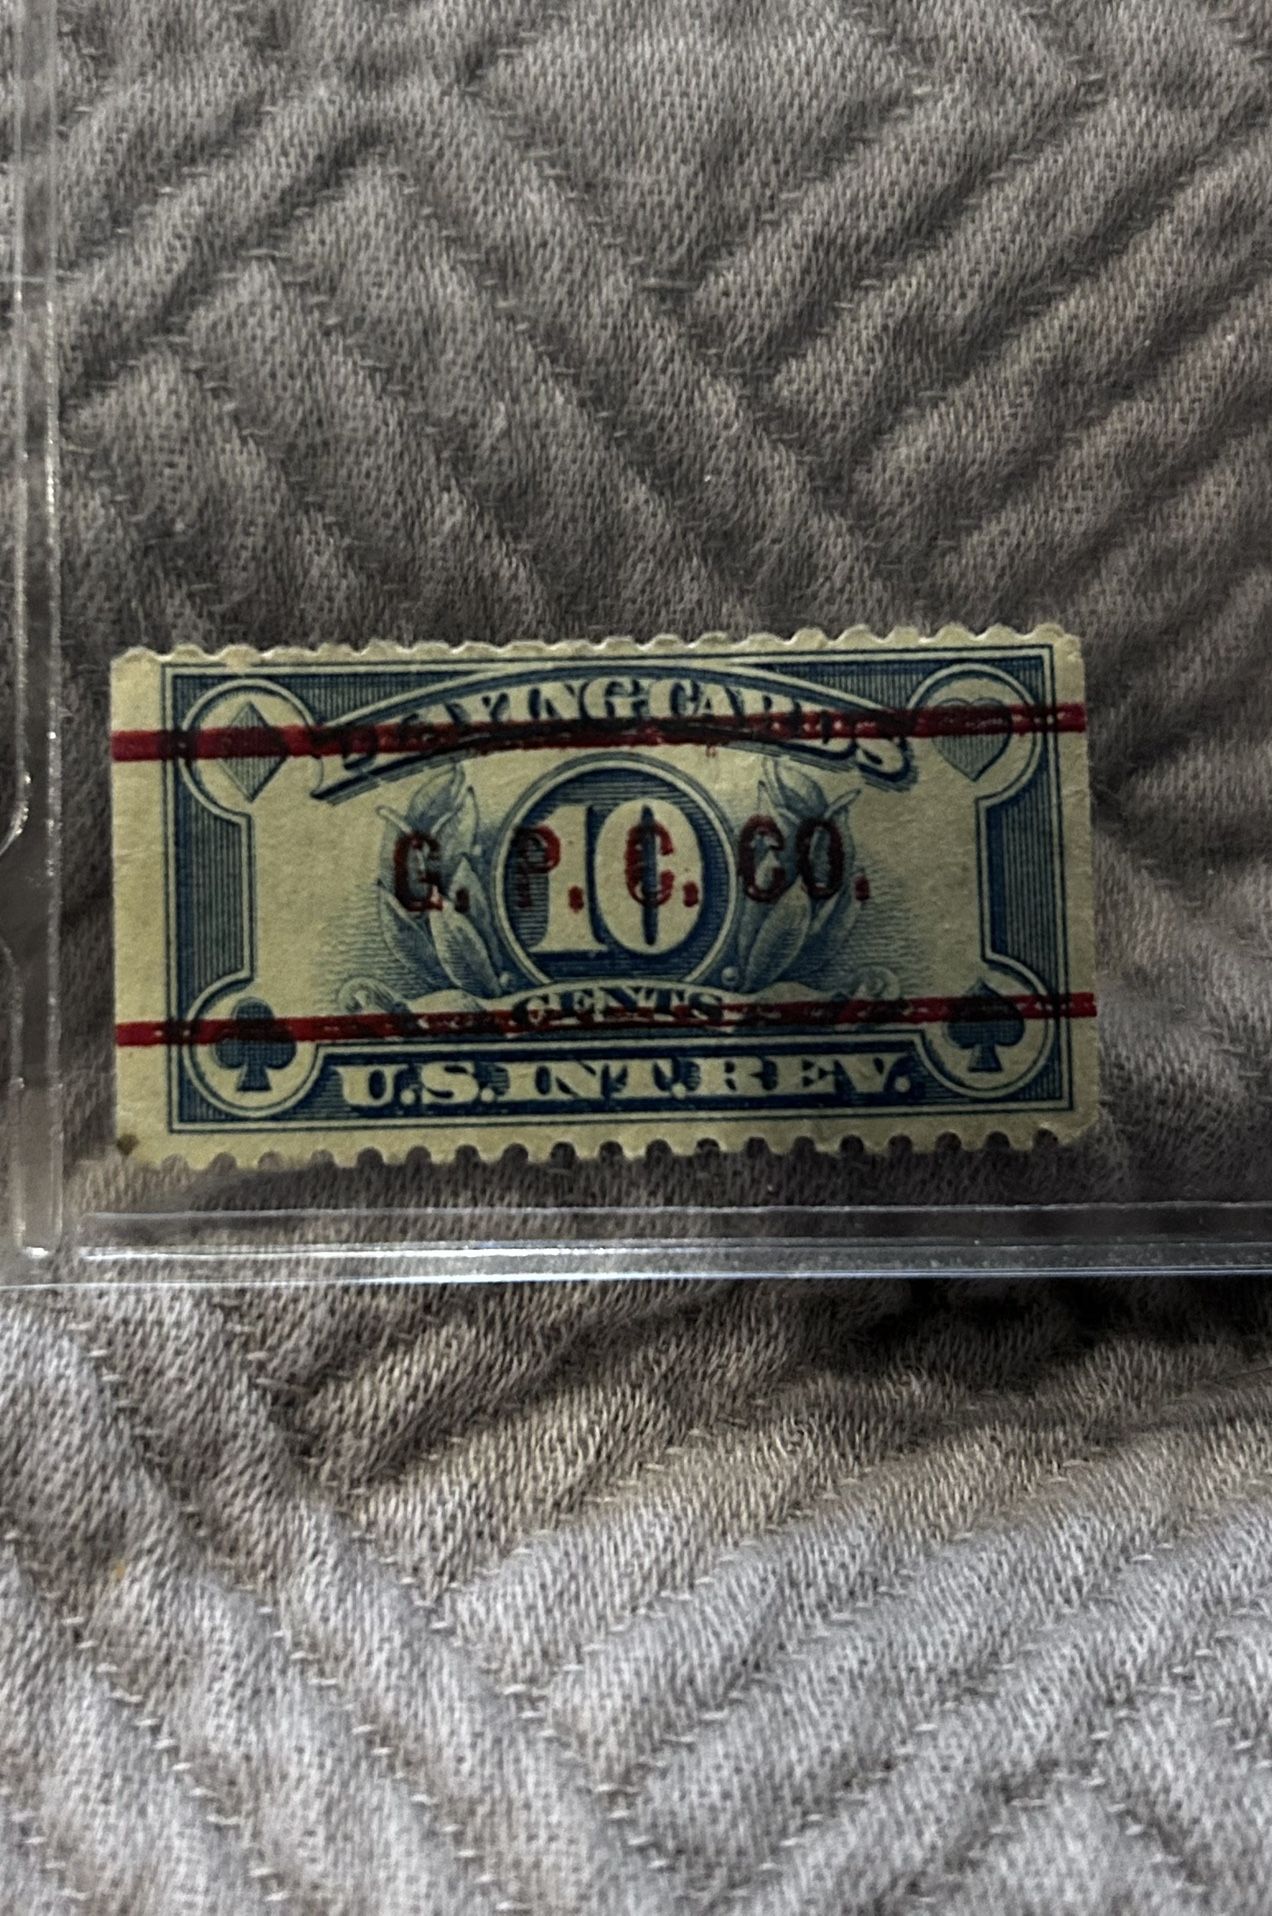 PLAYING CARDS
10
G. P. C. CO.
CENTS
U.S.INT.REV.